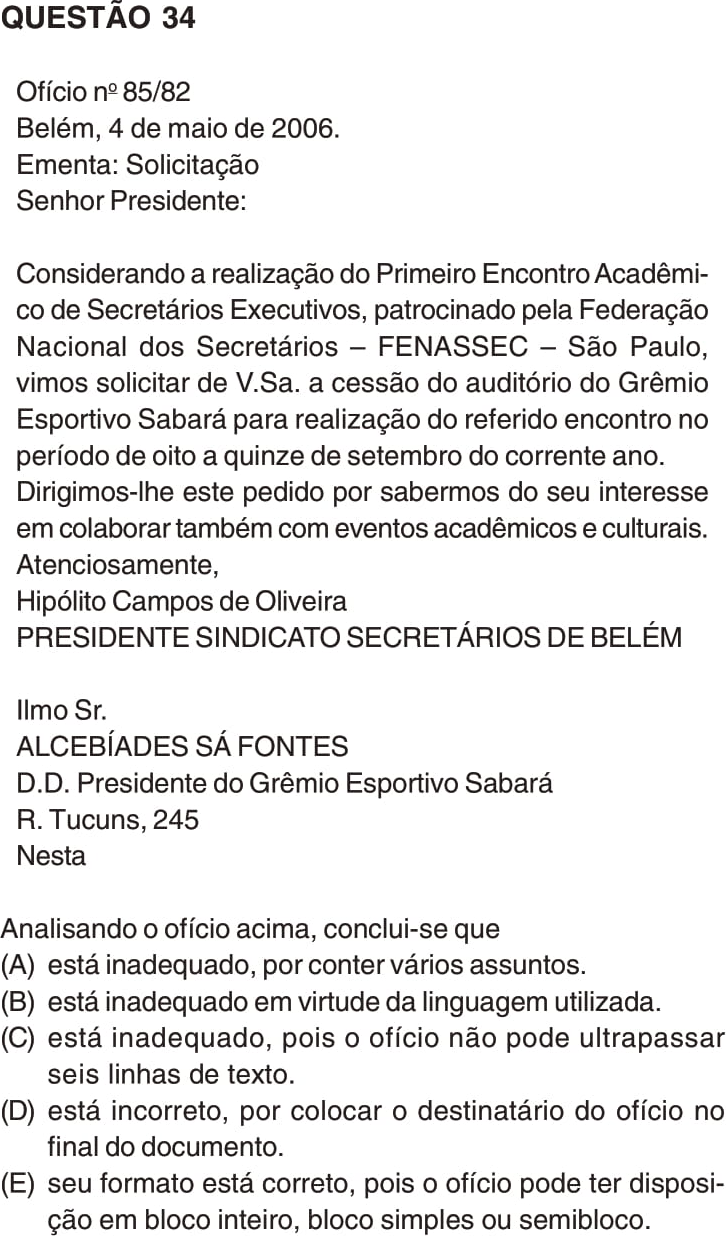 QUESTÃO 34
Ofício nº 85/82
Belém, 4 de maio de 2006.
Ementa: Solicitação
Senhor Presidente:
Considerando a realização do Primeiro Encontro Acadêmi-
co de Secretários Executivos, patrocinado pela Federação
Nacional dos Secretários – FENASSEC – São Paulo,
vimos solicitar de V.Sa. a cessão do auditório do Grêmio
Esportivo Sabará para realização do referido encontro no
período de oito a quinze de setembro do corrente ano.
Dirigimos-lhe este pedido por sabermos do seu interesse
em colaborar também com eventos acadêmicos e culturais.
Atenciosamente,
Hipólito Campos de Oliveira
PRESIDENTE SINDICATO SECRETÁRIOS DE BELÉM
Ilmo Sr.
ALCEBÍADES SÁ FONTES
D.D. Presidente do Grêmio Esportivo Sabará
R. Tucuns, 245
Nesta
Analisando o ofício acima, conclui-se que
(A) está inadequado, por conter vários assuntos.
(B) está inadequado em virtude da linguagem utilizada.
(C) está inadequado, pois o ofício não pode ultrapassar
seis linhas de texto.
(D) está incorreto, por colocar o destinatário do ofício no
final do documento.
(E) seu formato está correto, pois o ofício pode ter disposi-
ção em bloco inteiro, bloco simples ou semibloco.